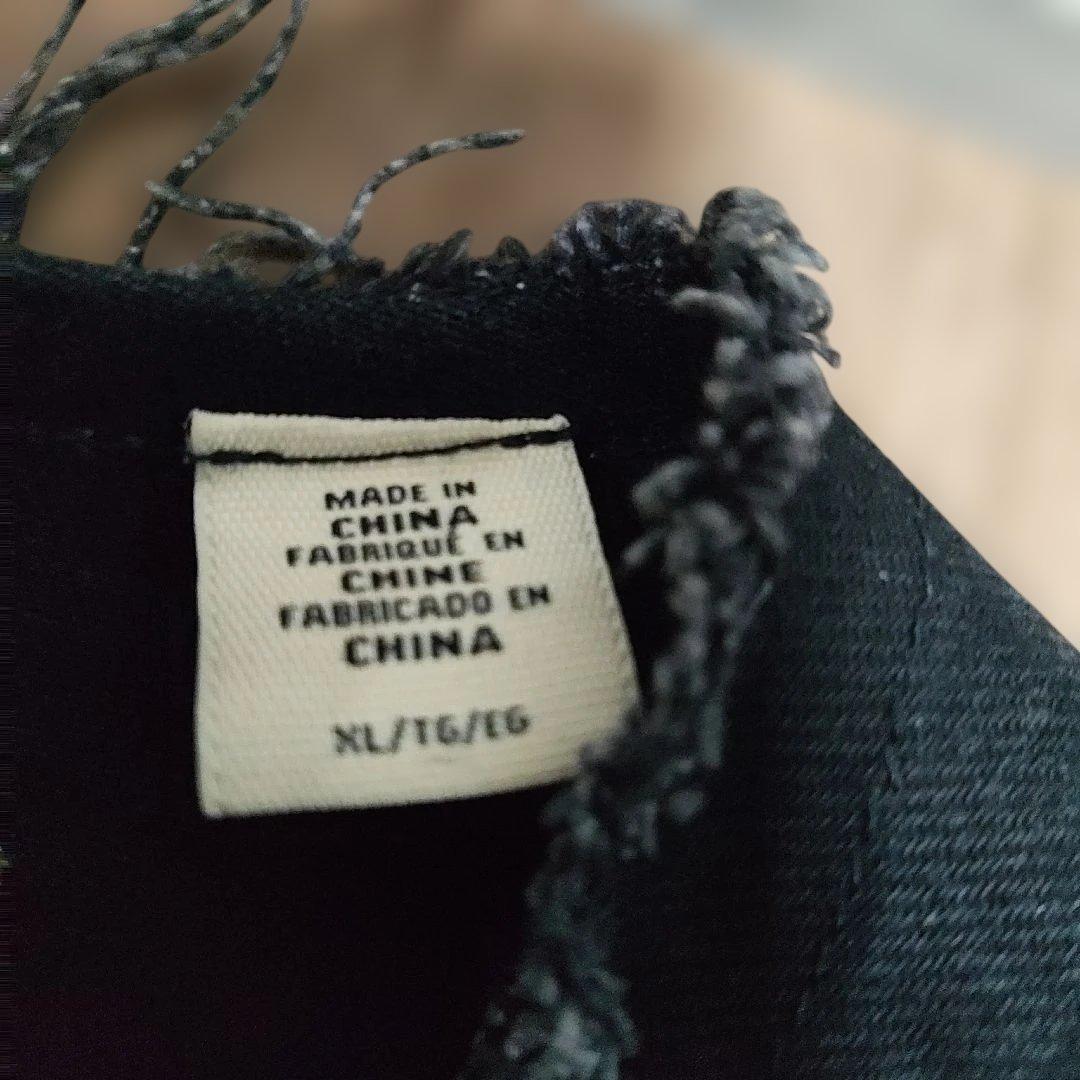 MADE IN
CHINA
FABRIQUÉ EN
CHINE
FABRICADO EN
CHINA
XL/TG/EG